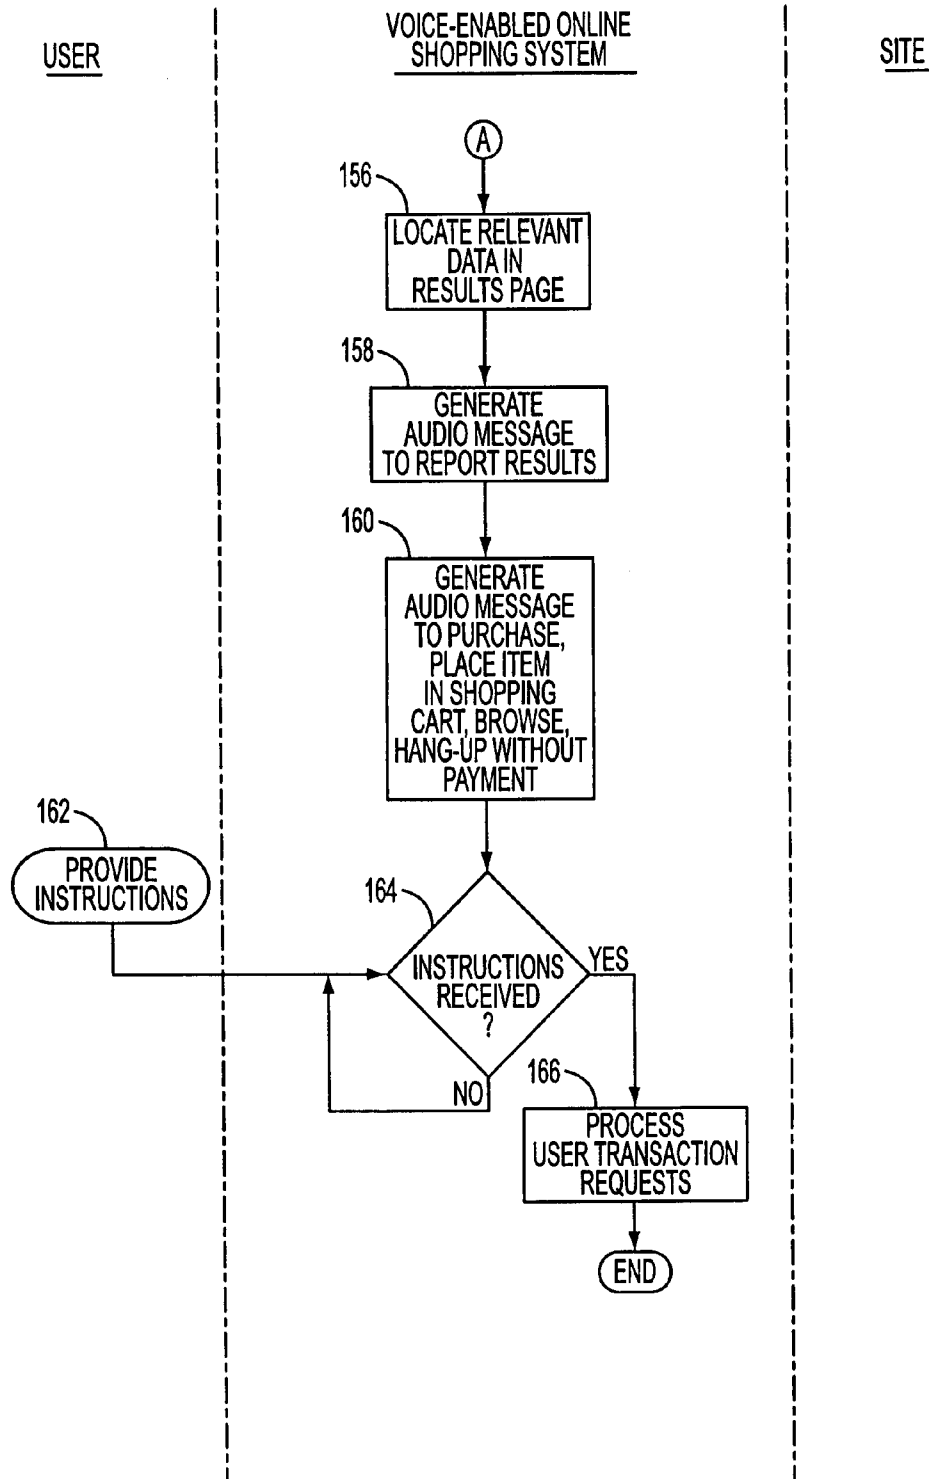 USER
VOICE-ENABLED ONLINE
SHOPPING SYSTEM
SITE
A
156
LOCATE RELEVANT
DATA IN
RESULTS PAGE
158
GENERATE
AUDIO MESSAGE
TO REPORT RESULTS
160
GENERATE
AUDIO MESSAGE
TO PURCHASE,
PLACE ITEM
IN SHOPPING
CART, BROWSE,
HANG-UP WITHOUT
PAYMENT
162
PROVIDE
INSTRUCTIONS
164
INSTRUCTIONS
RECEIVED
?
YES
NO
166
PROCESS
USER TRANSACTION
REQUESTS
END